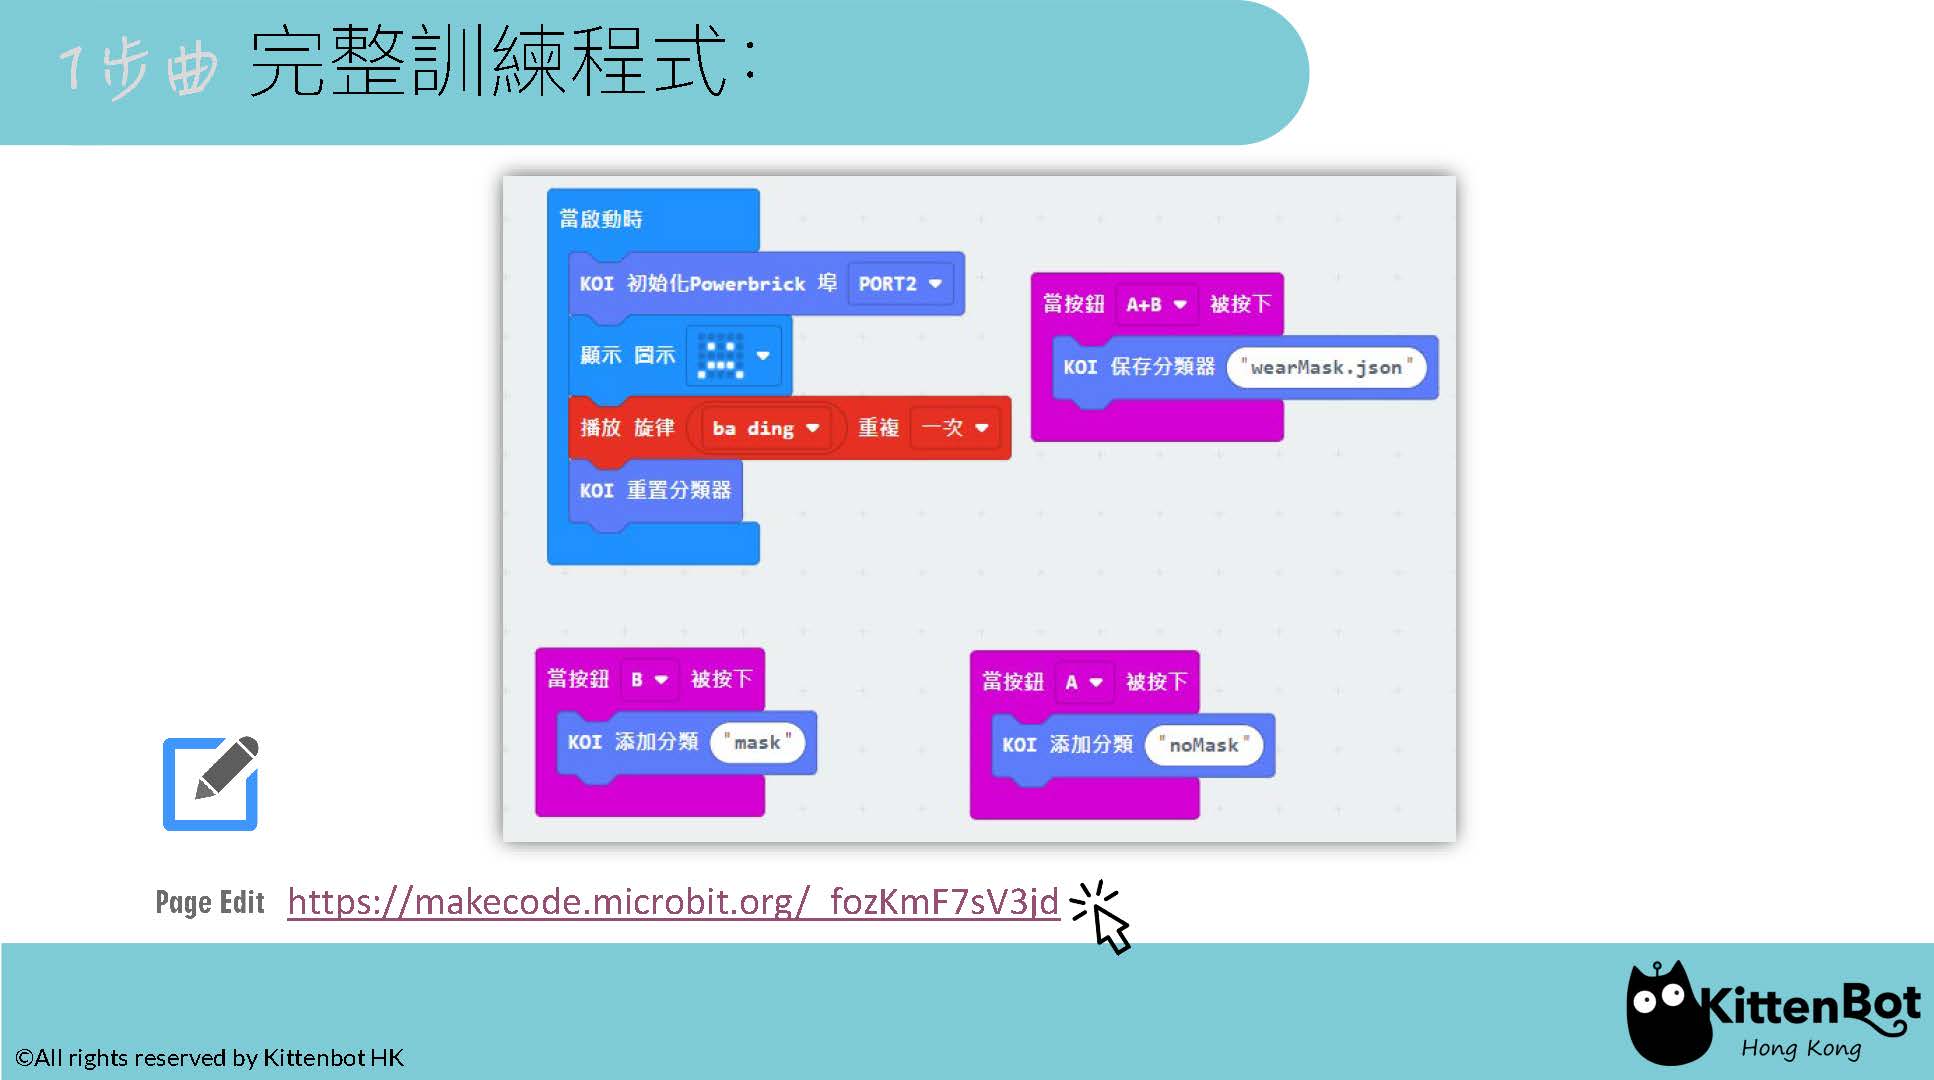 1步曲 完整訓練程式:
當啟動時
KOI 初始化Powerbrick 埠 PORT2
顯示 圖示
播放 旋律 ba ding 重複 一次
KOI 重置分類器
當按鈕 A+B 被按下
KOI 保存分類器 "wearMask.json"
當按鈕 B 被按下
KOI 添加分類 "mask"
當按鈕 A 被按下
KOI 添加分類 "noMask"
Page Edit https://makecode.microbit.org/_fozKmF7sV3jd
KittenBot
Hong Kong
©All rights reserved by Kittenbot HK